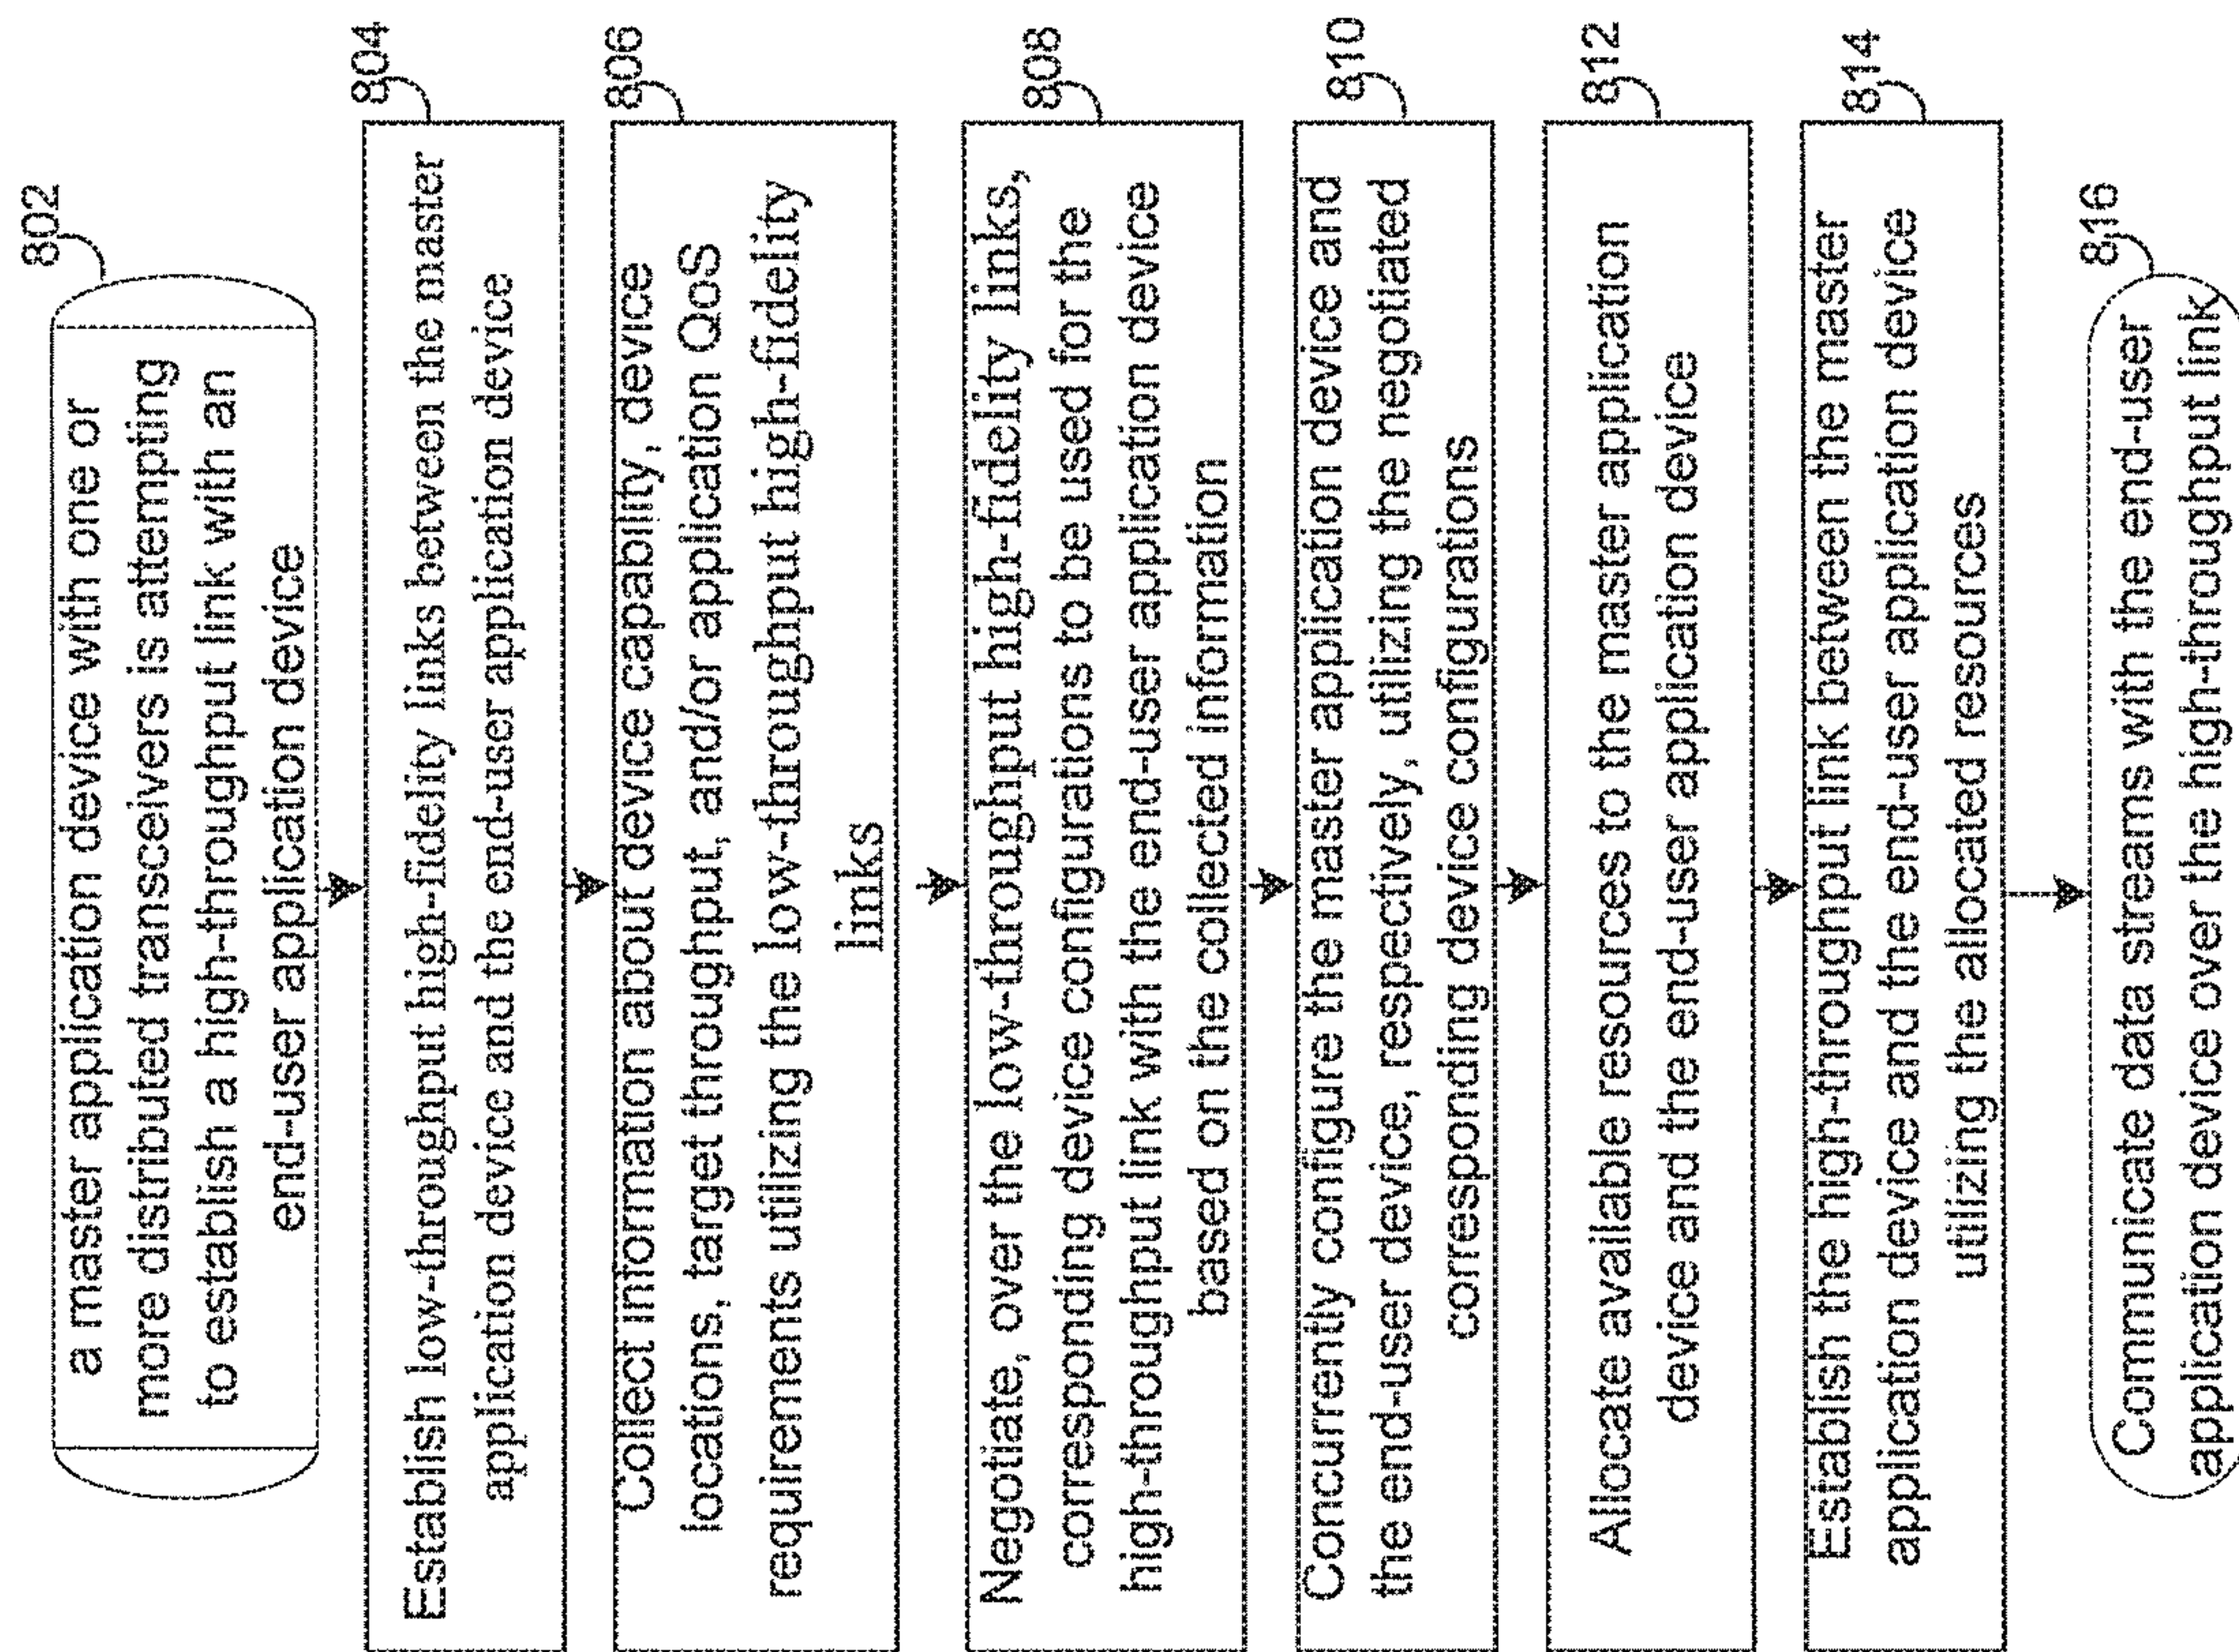 802
a master application device with one or
more distributed transceivers is attempting
to establish a high-throughput link with an
end-user application device
804
Establish low-throughput high-fidelity links between the master
application device and the end-user application device
806
Collect information about device capability, device
locations, target throughput, and/or application QoS
requirements utilizing the low-throughput high-fidelity
links
808
Negotiate, over the low-throughput high-fidelity links,
corresponding device configurations to be used for the
high-throughput link with the end-user application device
based on the collected information
810
Concurrently configure the master application device and
the end-user device, respectively, utilizing the negotiated
corresponding device configurations
812
Allocate available resources to the master application
device and the end-user application device
814
Establish the high-throughput link between the master
application device and the end-user application device
utilizing the allocated resources
816
Communicate data streams with the end-user
application device over the high-throughput link